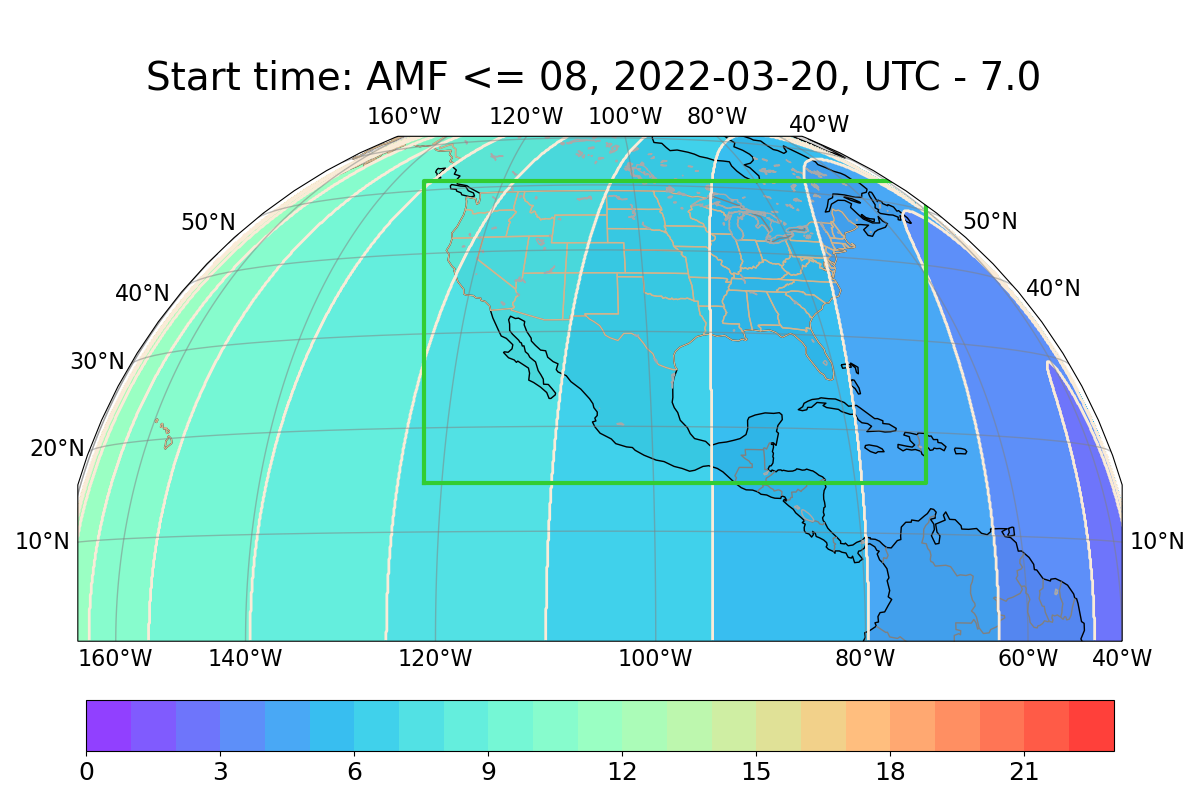 Start time: AMF <= 08, 2022-03-20, UTC - 7.0
160°W 120°W 100°W 80°W 40°W
50°N 50°N
40°N 40°N
30°N
20°N
10°N 10°N
160°W 140°W 120°W 100°W 80°W 60°W 40°W
0 3 6 9 12 15 18 21